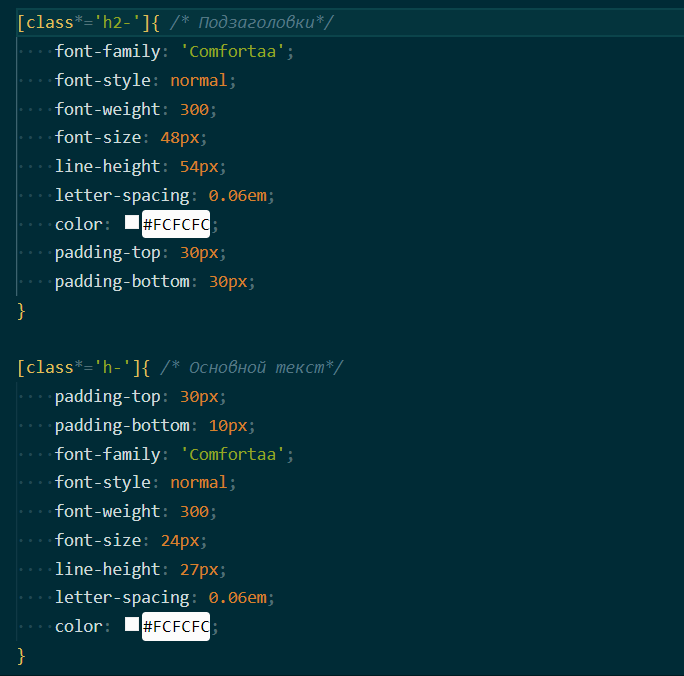 [class*='h2-']{ /* Подзаголовки*/
    font-family: 'Comfortaa';
    font-style: normal;
    font-weight: 300;
    font-size: 48px;
    line-height: 54px;
    letter-spacing: 0.06em;
    color: #FCFCFC;
    padding-top: 30px;
    padding-bottom: 30px;
}

[class*='h-']{ /* Основной текст*/
    padding-top: 30px;
    padding-bottom: 10px;
    font-family: 'Comfortaa';
    font-style: normal;
    font-weight: 300;
    font-size: 24px;
    line-height: 27px;
    letter-spacing: 0.06em;
    color: #FCFCFC;
}